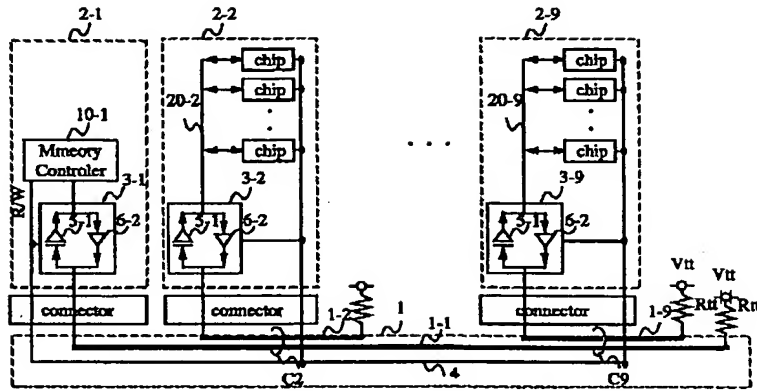 2-1
2-2
2-9
chip
chip
chip
chip
chip
chip
20-2
20-9
. . .
10-1
Mmeory
Controler
R/W
3-1
3-2
3-9
5-1
6-2
5-1
6-2
5-1
6-2
connector
connector
connector
Vtt
Vtt
Rtt
Rtt
1-2
1
1-1
1-9
4
C2
C9